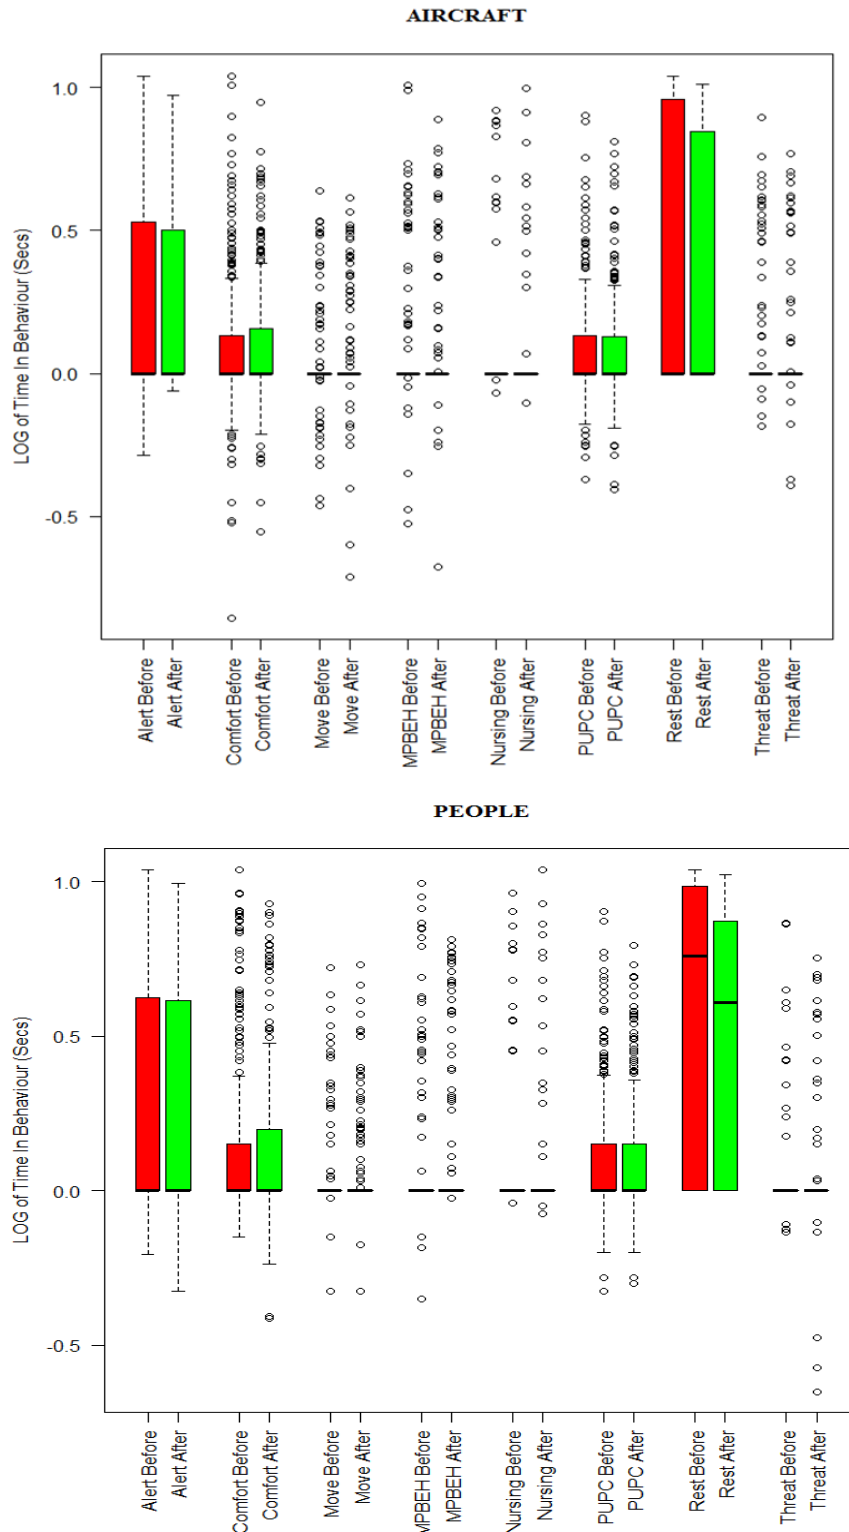 AIRCRAFT
LOG of Time In Behaviour (Secs)
1.0
0.5
0.0
-0.5
Alert Before
Alert After
Comfort Before
Comfort After
Move Before
Move After
MPBEH Before
MPBEH After
Nursing Before
Nursing After
PUPC Before
PUPC After
Rest Before
Rest After
Threat Before
Threat After
PEOPLE
LOG of Time In Behaviour (Secs)
1.0
0.5
0.0
-0.5
Alert Before
Alert After
Comfort Before
Comfort After
Move Before
Move After
MPBEH Before
MPBEH After
Nursing Before
Nursing After
PUPC Before
PUPC After
Rest Before
Rest After
Threat Before
Threat After